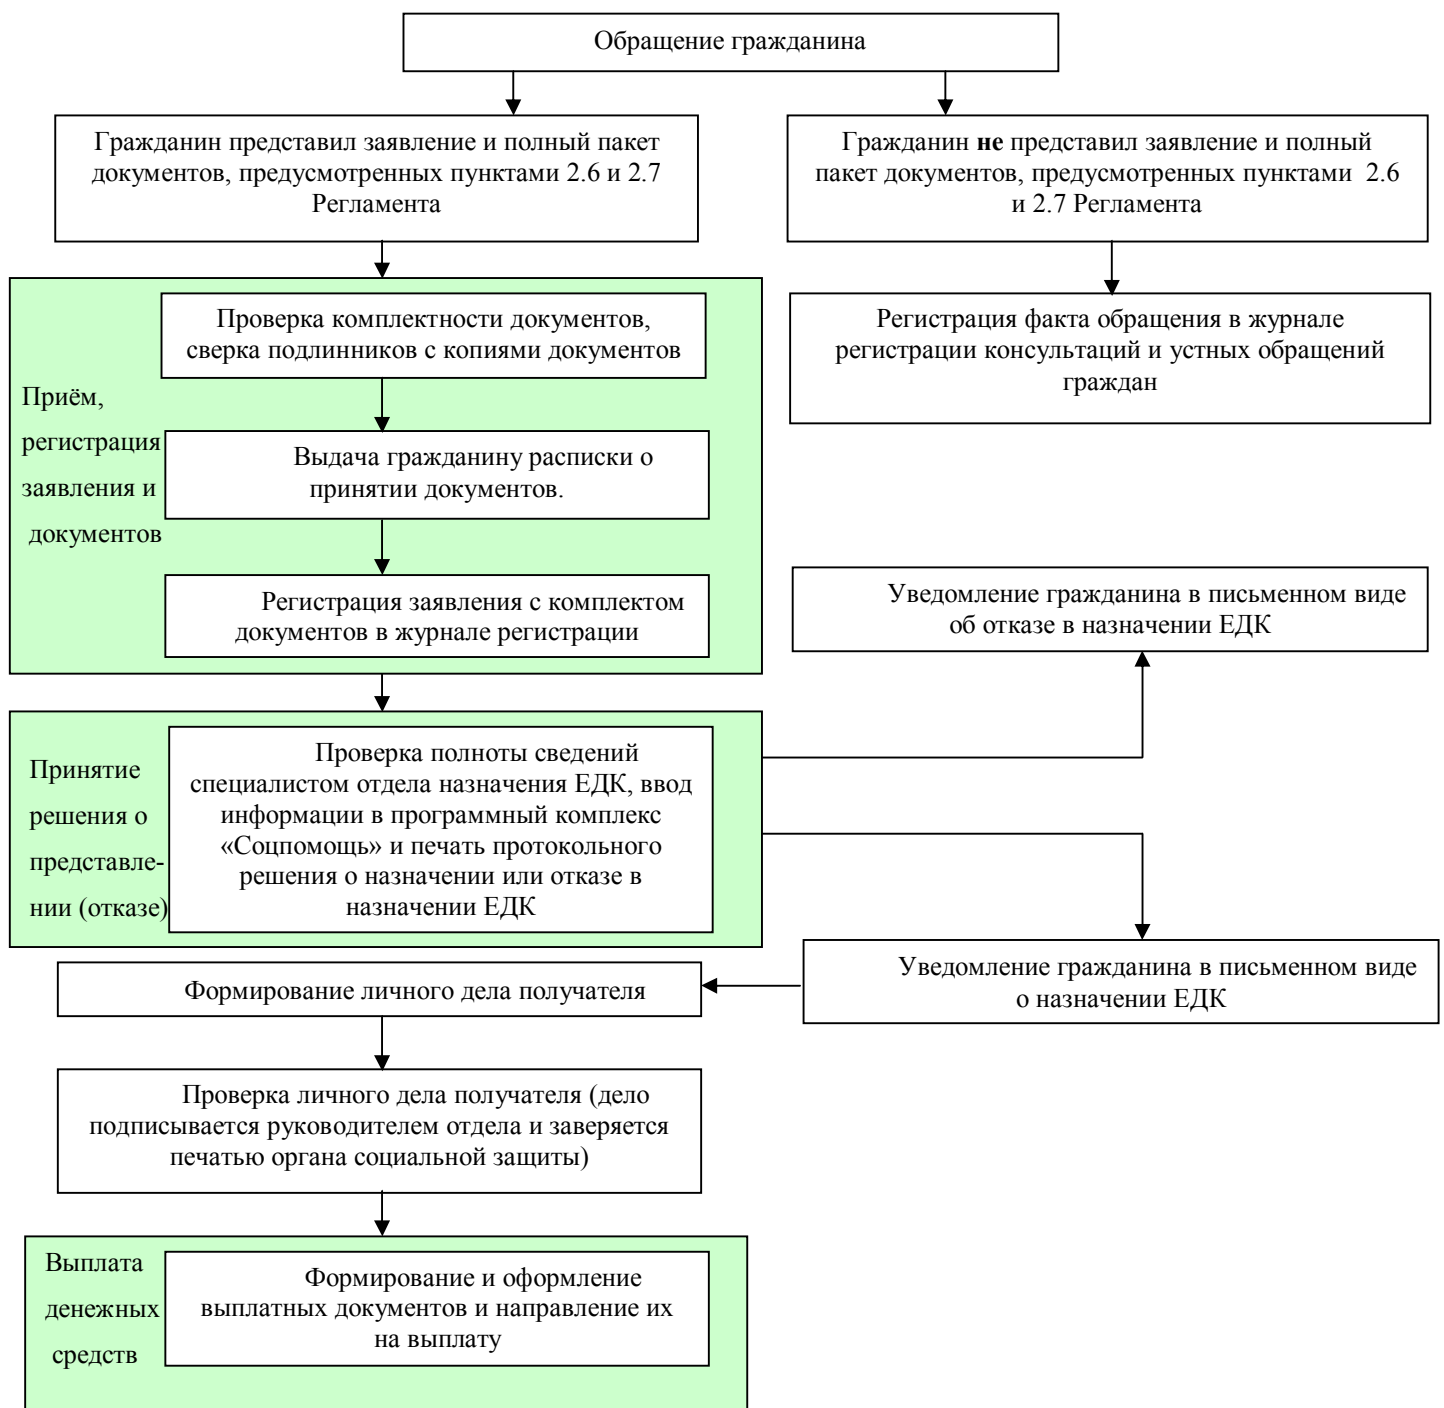 Обращение гражданина
Гражданин представил заявление и полный пакет
документов, предусмотренных пунктами 2.6 и 2.7
Регламента
Гражданин не представил заявление и полный
пакет документов, предусмотренных пунктами 2.6
и 2.7 Регламента
Приём,
регистрация
заявления и
документов
Проверка комплектности документов,
сверка подлинников с копиями документов
Выдача гражданину расписки о
принятии документов.
Регистрация заявления с комплектом
документов в журнале регистрации
Регистрация факта обращения в журнале
регистрации консультаций и устных обращений
граждан
Уведомление гражданина в письменном виде
об отказе в назначении ЕДК
Принятие
решения о
представле-
нии (отказе)
Проверка полноты сведений
специалистом отдела назначения ЕДК, ввод
информации в программный комплекс
«Соцпомощь» и печать протокольного
решения о назначении или отказе в
назначении ЕДК
Уведомление гражданина в письменном виде
о назначении ЕДК
Формирование личного дела получателя
Проверка личного дела получателя (дело
подписывается руководителем отдела и заверяется
печатью органа социальной защиты)
Выплата
денежных
средств
Формирование и оформление
выплатных документов и направление их
на выплату